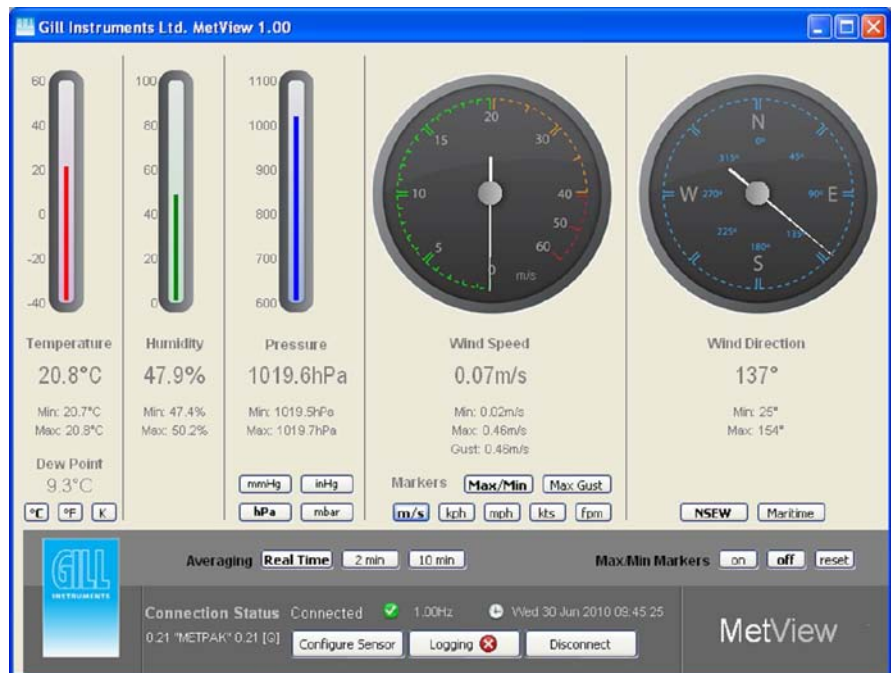 Gill Instruments Ltd. MetView 1.00
60
40
20
0
-20
-40
Temperature
20.8°C
Min: 20.7°C
Max: 20.8°C
Dew Point
9.3°C
°C °F K
100
80
60
40
20
0
Humidity
47.9%
Min: 47.4%
Max: 50.2%
1100
1000
900
800
700
600
Pressure
1019.6hPa
Min: 1019.5hPa
Max: 1019.7hPa
mmHg inHg
hPa mbar
20
15 30
10 40
50
5 60
0 m/s
Wind Speed
0.07m/s
Min: 0.02m/s
Max: 0.46m/s
Gust: 0.46m/s
Markers Max/Min Max Gust
m/s kph mph kts fpm
N
0°
315° 45°
W 270° 90° E
225° 135°
180°
S
Wind Direction
137°
Min: 25°
Max: 154°
NSEW Maritime
GILL
INSTRUMENTS
Averaging Real Time 2 min 10 min
Max/Min Markers on off reset
Connection Status Connected 1.00Hz Wed 30 Jun 2010 09:45:25
0.21 "METPAK" 0.21 [Q] Configure Sensor Logging Disconnect
MetView